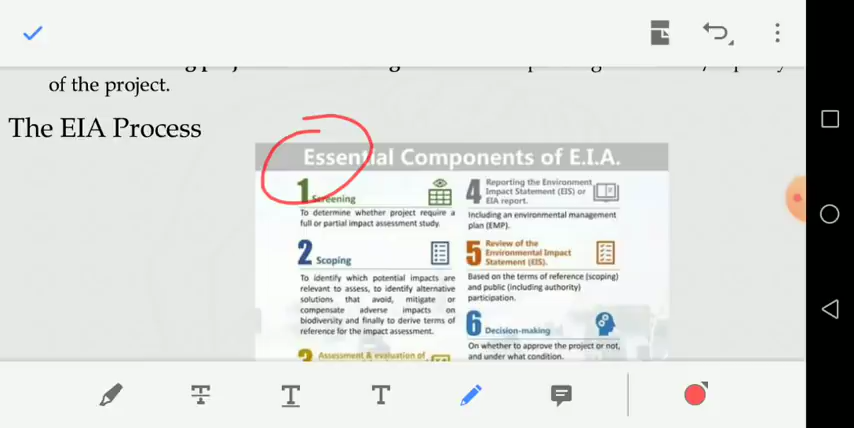 of the project.
The EIA Process
Essential Components of E.I.A.
1 Screening
To determine whether project require a
full or partial impact assessment study.
2 Scoping
To identify which potential impacts are
relevant to assess, to identify alternative
solutions that avoid, mitigate or
compensate adverse impacts on
biodiversity and finally to derive terms of
reference for the impact assessment.
Assessment & evaluation of
4 Reporting the Environment
Impact Statement (EIS) or
EIA report.
Including an environmental management
plan (EMP).
5 Review of the
Environmental Impact
Statement (EIS).
Based on the terms of reference (scoping)
and public (including authority)
participation.
6 Decision-making
On whether to approve the project or not,
and under what condition.